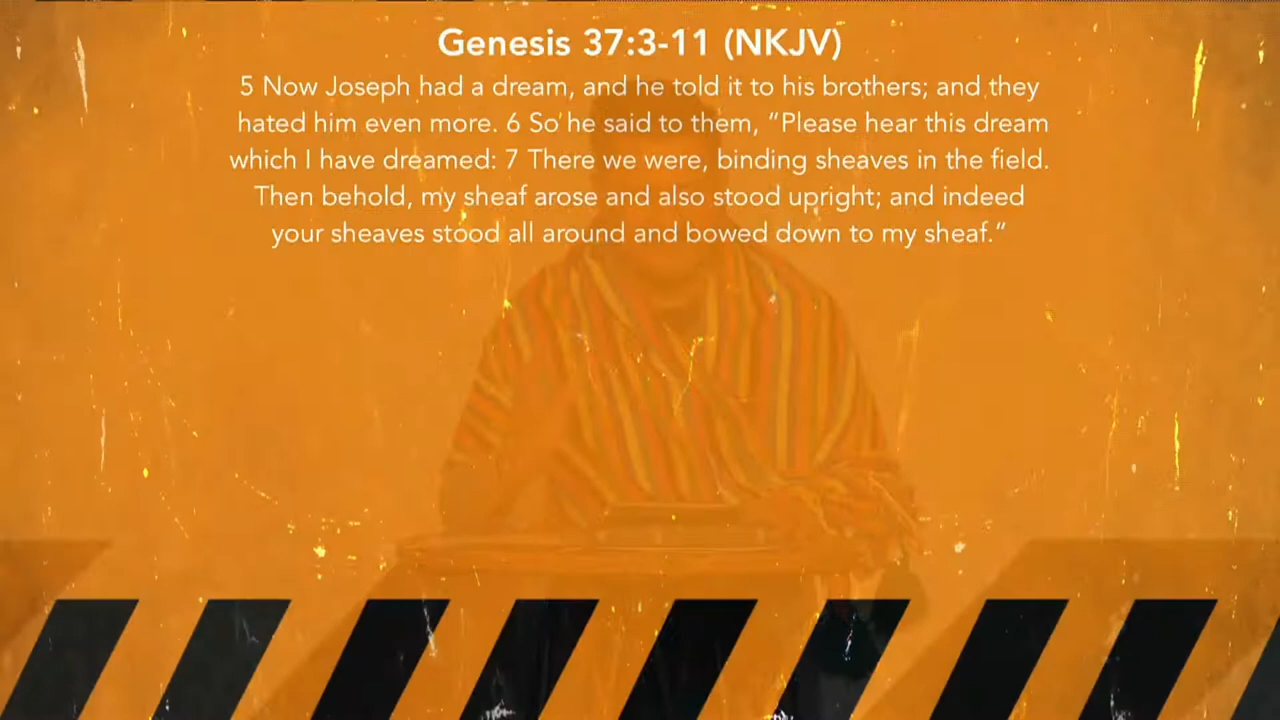 Genesis 37:3-11 (NKJV)
5 Now Joseph had a dream, and he told it to his brothers; and they
hated him even more. 6 So he said to them, “Please hear this dream
which I have dreamed: 7 There we were, binding sheaves in the field.
Then behold, my sheaf arose and also stood upright; and indeed
your sheaves stood all around and bowed down to my sheaf.”